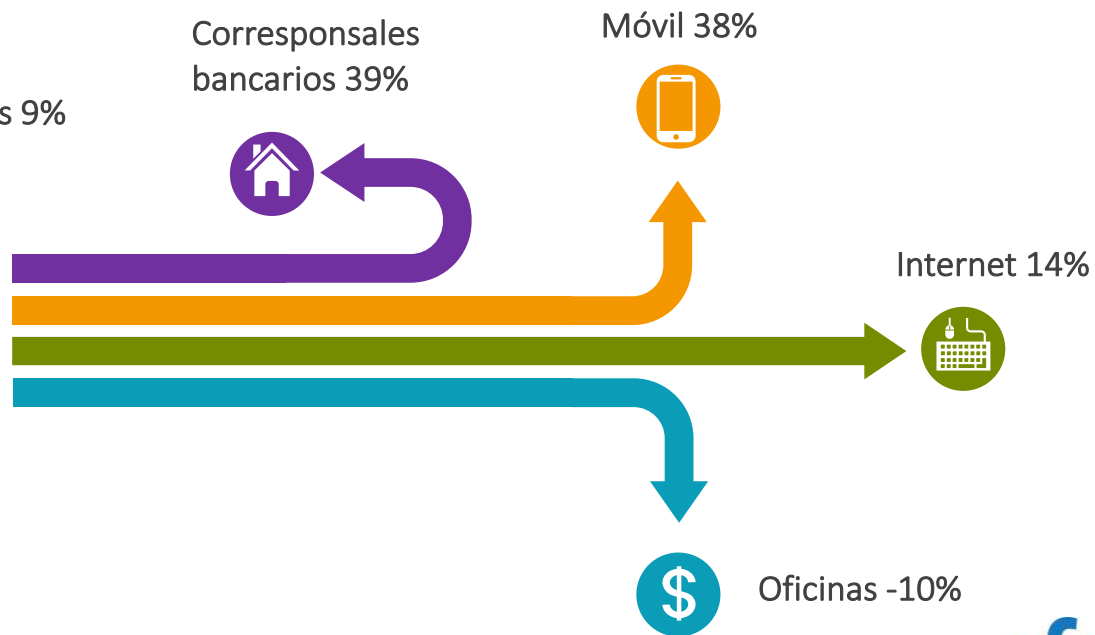 Corresponsales
bancarios 39%
Móvil 38%
s 9%
Internet 14%
$
Oficinas -10%